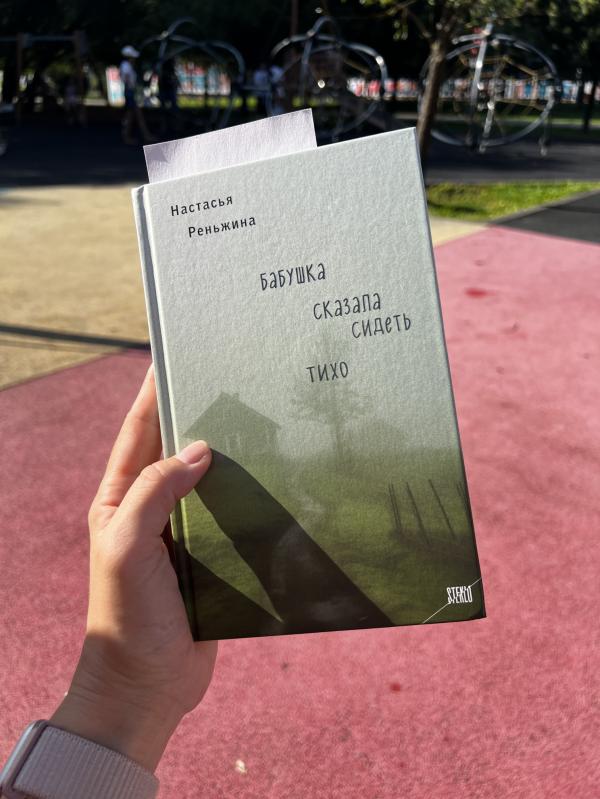 Настасья
Реньжина
бабушка
сказала
сидеть
тихо
STEKLO